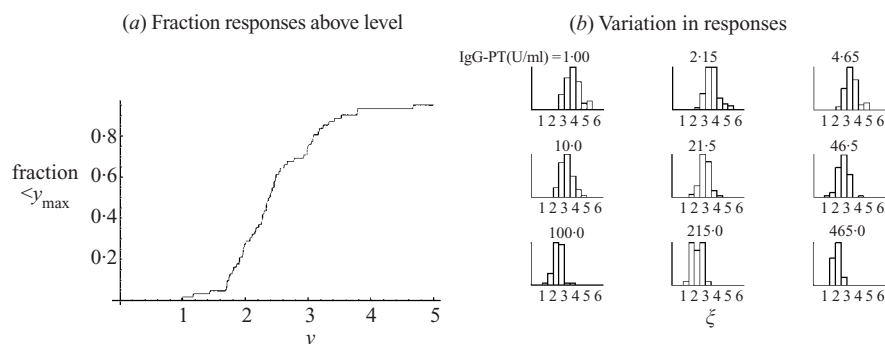 (a) Fraction responses above level
0·8
0·6
0·4
0·2
fraction
<y_max
1 2 3 4 5
y
(b) Variation in responses
IgG-PT(U/ml) = 1·00 2·15 4·65
1 2 3 4 5 6 1 2 3 4 5 6 1 2 3 4 5 6
10·0 21·5 46·5
1 2 3 4 5 6 1 2 3 4 5 6 1 2 3 4 5 6
100·0 215·0 465·0
1 2 3 4 5 6 1 2 3 4 5 6 1 2 3 4 5 6
ξ